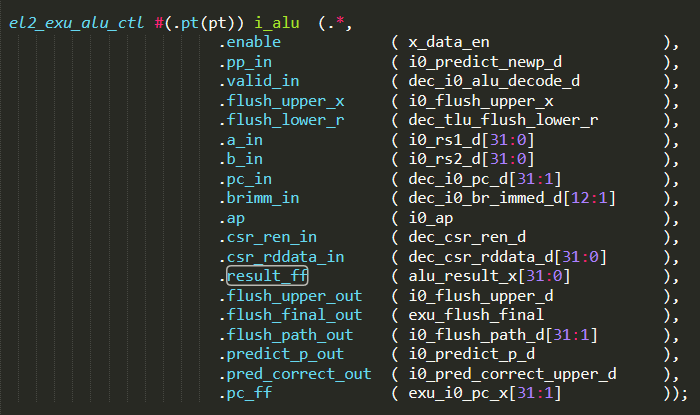 el2_exu_alu_ctl #(.pt(pt)) i_alu (.*,
.enable ( x_data_en ),
.pp_in ( i0_predict_newp_d ),
.valid_in ( dec_i0_alu_decode_d ),
.flush_upper_x ( i0_flush_upper_x ),
.flush_lower_r ( dec_tlu_flush_lower_r ),
.a_in ( i0_rs1_d[31:0] ),
.b_in ( i0_rs2_d[31:0] ),
.pc_in ( dec_i0_pc_d[31:1] ),
.brimm_in ( dec_i0_br_immed_d[12:1] ),
.ap ( i0_ap ),
.csr_ren_in ( dec_csr_ren_d ),
.csr_rddata_in ( dec_csr_rddata_d[31:0] ),
.result_ff ( alu_result_x[31:0] ),
.flush_upper_out ( i0_flush_upper_d ),
.flush_final_out ( exu_flush_final ),
.flush_path_out ( i0_flush_path_d[31:1] ),
.predict_p_out ( i0_predict_p_d ),
.pred_correct_out ( i0_pred_correct_upper_d ),
.pc_ff ( exu_i0_pc_x[31:1] ));